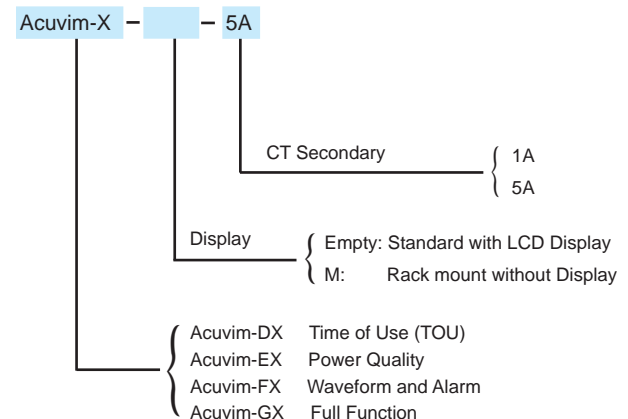 Acuvim-X – – 5A
CT Secondary
1A
5A
Display
Empty: Standard with LCD Display
M: Rack mount without Display
Acuvim-DX Time of Use (TOU)
Acuvim-EX Power Quality
Acuvim-FX Waveform and Alarm
Acuvim-GX Full Function